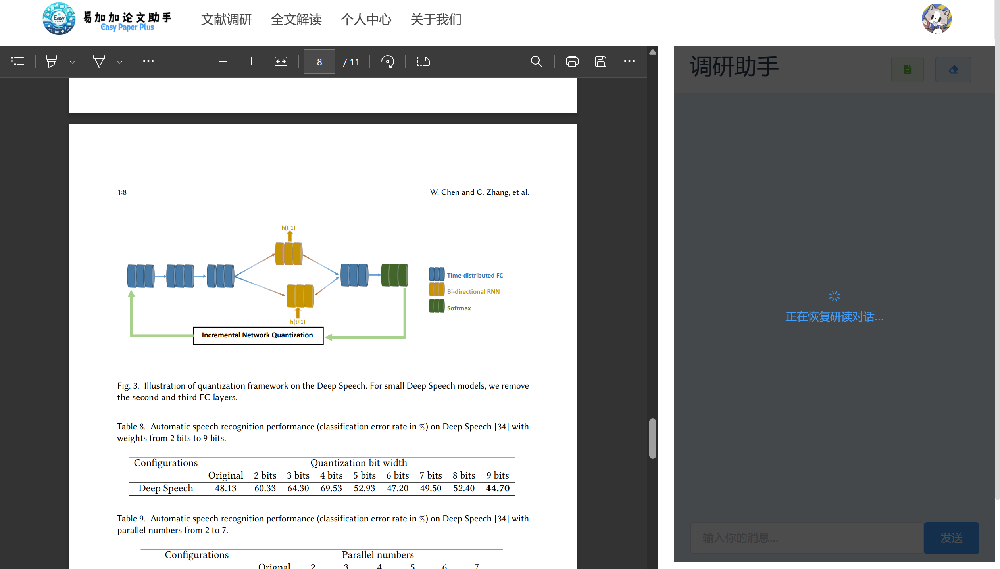 Easy
易加加论文助手
Easy Paper Plus
文献调研
全文解读
个人中心
关于我们
8
/ 11
调研助手
1:8
W. Chen and C. Zhang, et al.
h(t-1)
Time-distributed FC
Bi-directional RNN
Softmax
h(t+1)
Incremental Network Quantization
正在恢复研读对话...
Fig. 3. Illustration of quantization framework on the Deep Speech. For small Deep Speech models, we remove
the second and third FC layers.
Table 8. Automatic speech recognition performance (classification error rate in %) on Deep Speech [34] with
weights from 2 bits to 9 bits.
Configurations Quantization bit width
Original 2 bits 3 bits 4 bits 5 bits 6 bits 7 bits 8 bits 9 bits
Deep Speech 48.13 60.33 64.30 69.53 52.93 47.20 49.50 52.40 44.70
Table 9. Automatic speech recognition performance (classification error rate in %) on Deep Speech [34] with
parallel numbers from 2 to 7.
Configurations Parallel numbers
Orignal 2 3 4 5 6 7
输入你的消息...
发送